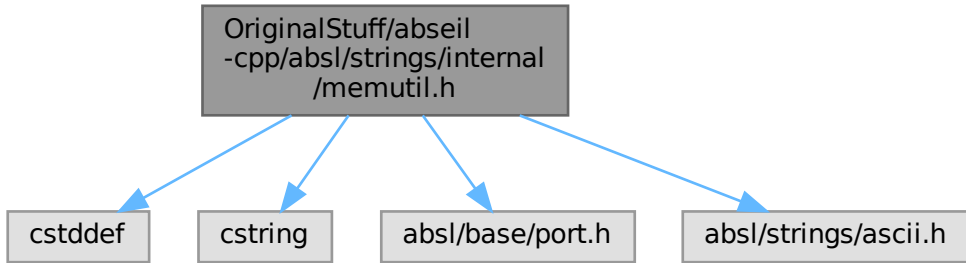 OriginalStuff/abseil
-cpp/absl/strings/internal
/memutil.h
cstddef
cstring
absl/base/port.h
absl/strings/ascii.h